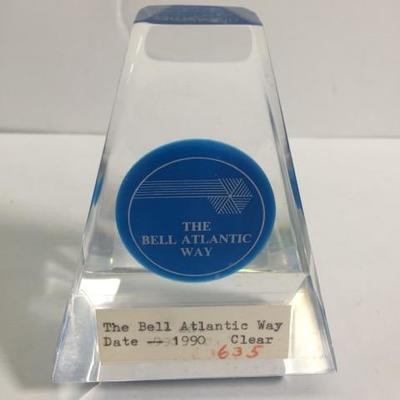 THE
BELL ATLANTIC
WAY
The Bell Atlantic Way
Date 1990 Clear
635